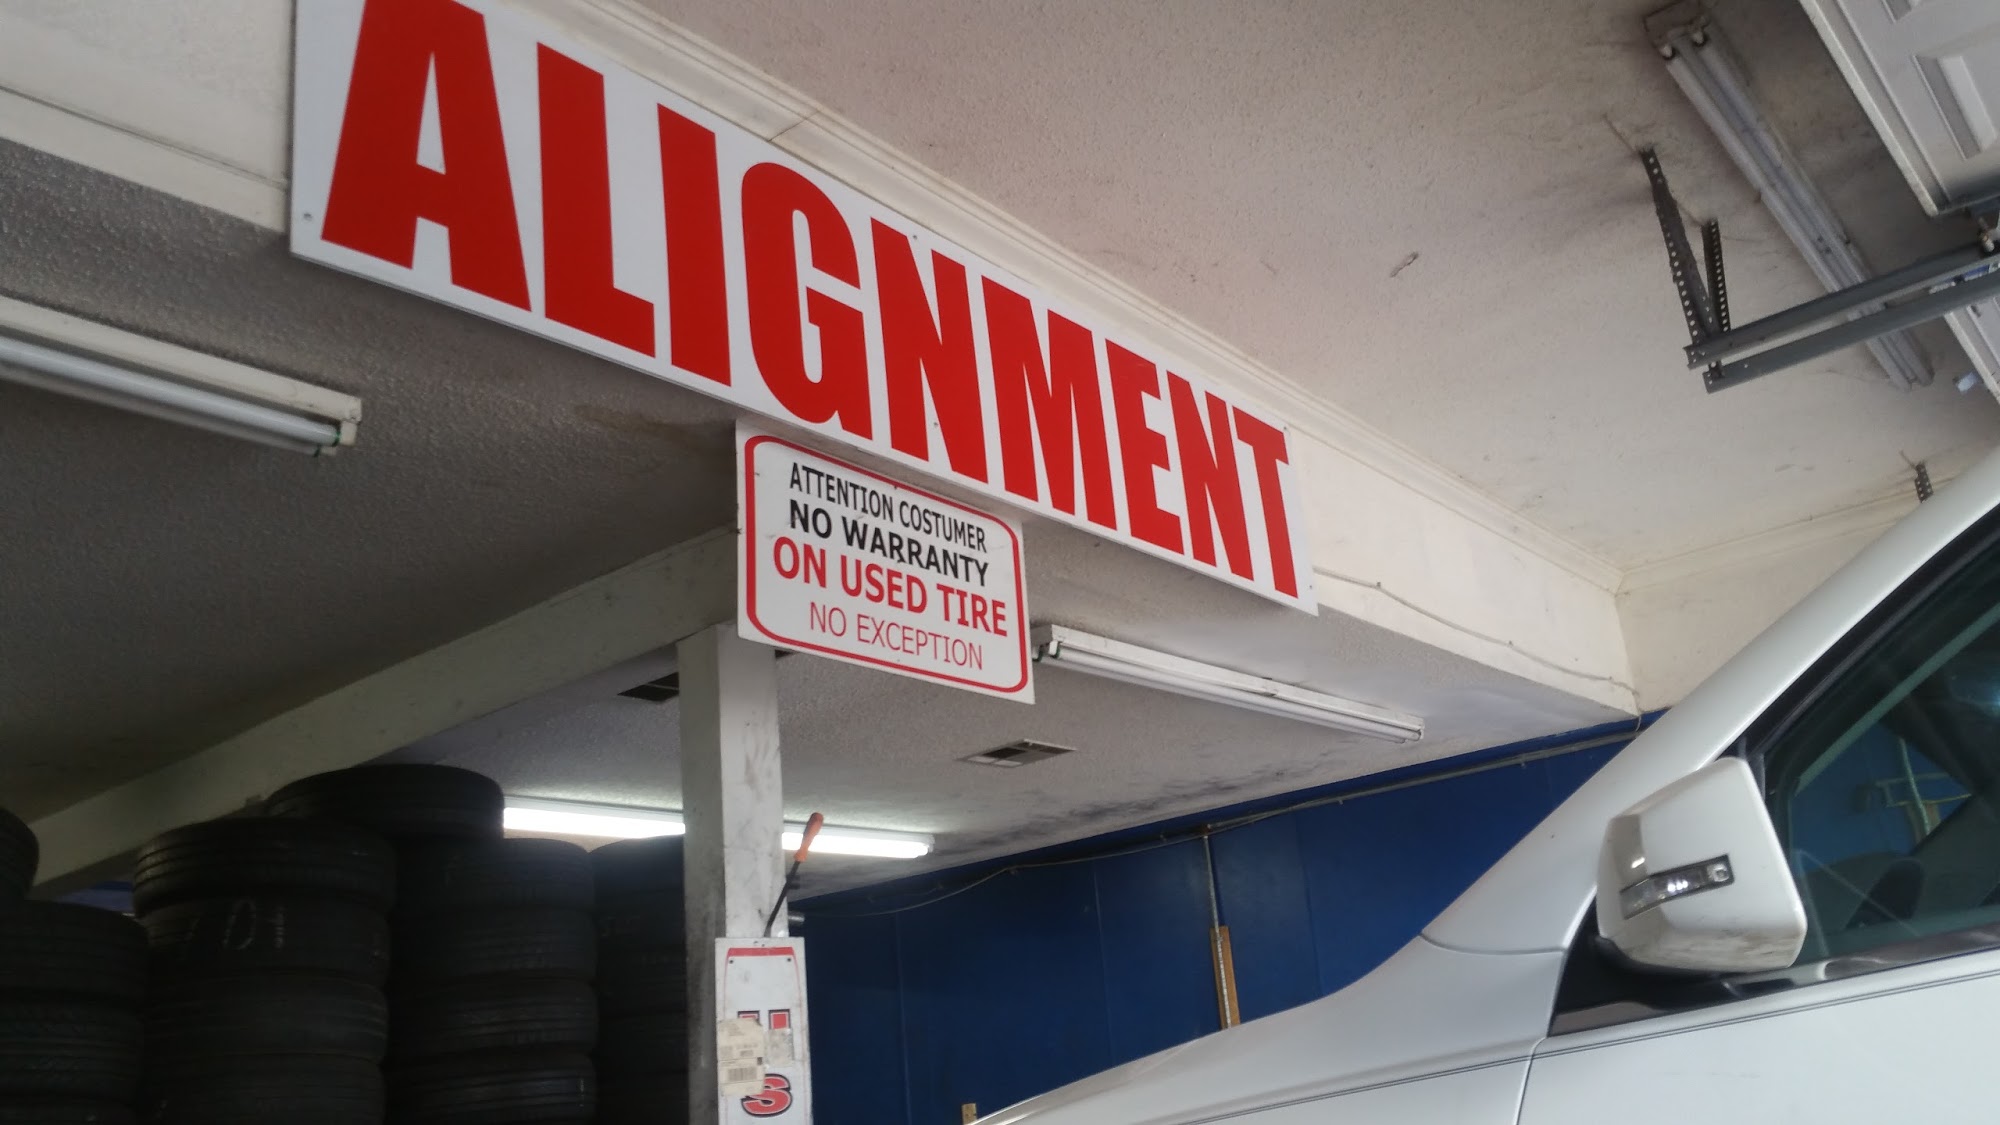 ALIGNMENT
ATTENTION COSTUMER
NO WARRANTY
ON USED TIRE
NO EXCEPTION